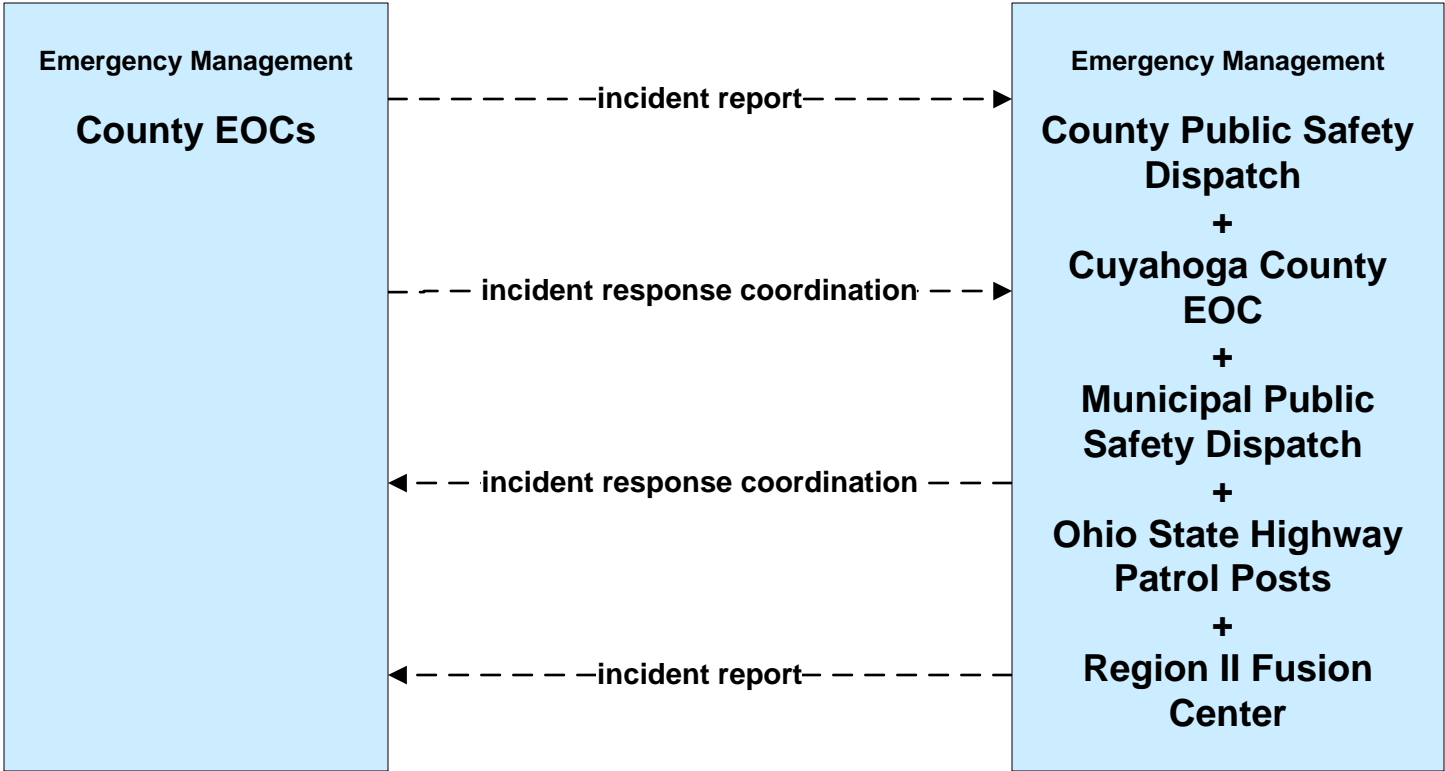 Emergency Management
County EOCs
incident report
incident response coordination
incident response coordination
incident report
Emergency Management
County Public Safety
Dispatch
+
Cuyahoga County
EOC
+
Municipal Public
Safety Dispatch
+
Ohio State Highway
Patrol Posts
+
Region II Fusion
Center